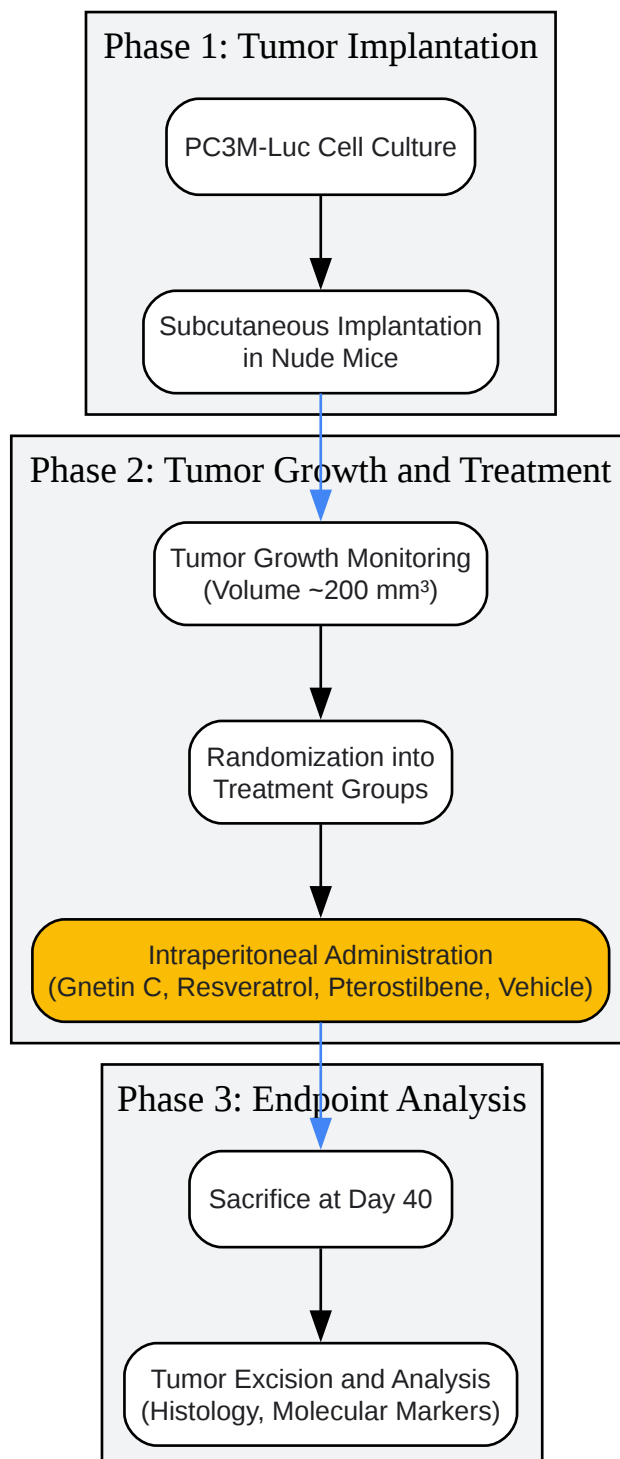 Phase 1: Tumor Implantation
PC3M-Luc Cell Culture
Subcutaneous Implantation
in Nude Mice
Phase 2: Tumor Growth and Treatment
Tumor Growth Monitoring
(Volume ~200 mm³)
Randomization into
Treatment Groups
Intraperitoneal Administration
(Gnetin C, Resveratrol, Pterostilbene, Vehicle)
Phase 3: Endpoint Analysis
Sacrifice at Day 40
Tumor Excision and Analysis
(Histology, Molecular Markers)